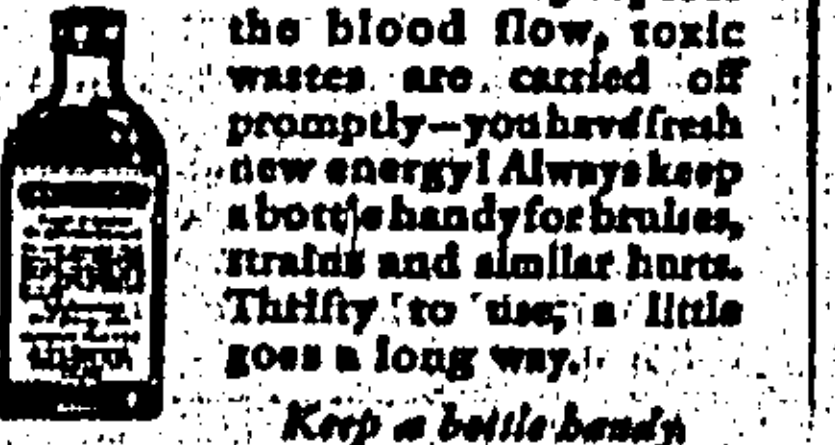 the blood flow, toxic
wastes are carried off
promptly—you have fresh
new energy! Always keep
a bottle handy for bruises,
strains and similar hurts.
Thrifty to use; a little
goes a long way.
Keep a bottle handy